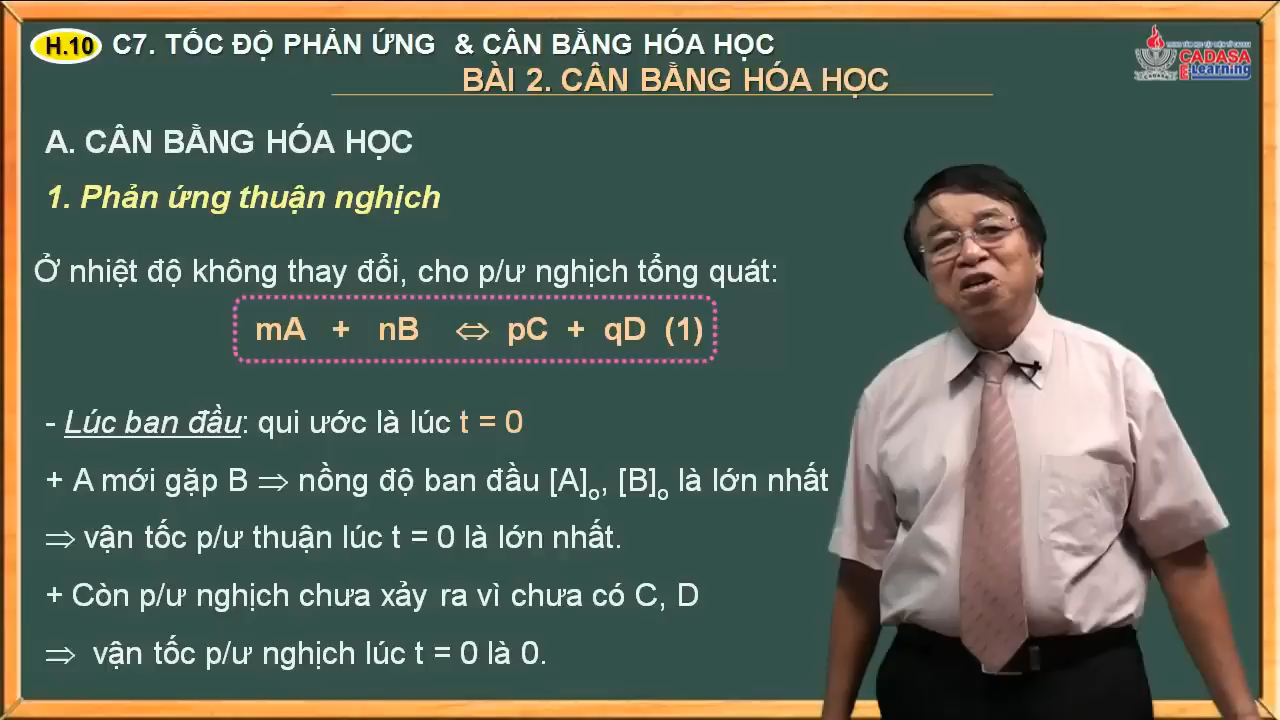 H.10 C7. TỐC ĐỘ PHẢN ỨNG & CÂN BẰNG HÓA HỌC
BÀI 2. CÂN BẰNG HÓA HỌC
CADASA
E-Learning
A. CÂN BẰNG HÓA HỌC
1. Phản ứng thuận nghịch
Ở nhiệt độ không thay đổi, cho p/ư nghịch tổng quát:
mA + nB ⇔ pC + qD (1)
- Lúc ban đầu: qui ước là lúc t = 0
+ A mới gặp B ⇒ nồng độ ban đầu [A]o, [B]o là lớn nhất
⇒ vận tốc p/ư thuận lúc t = 0 là lớn nhất.
+ Còn p/ư nghịch chưa xảy ra vì chưa có C, D
⇒ vận tốc p/ư nghịch lúc t = 0 là 0.